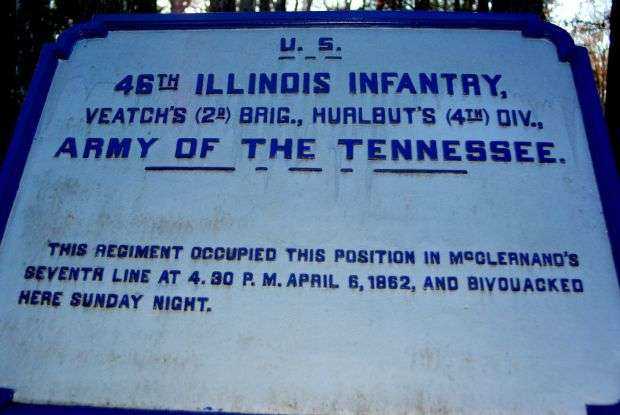 U. S.
46TH ILLINOIS INFANTRY,
VEATCH'S (2D) BRIG., HURLBUT'S (4TH) DIV.,
ARMY OF THE TENNESSEE.
THIS REGIMENT OCCUPIED THIS POSITION IN McCLERNAND'S
SEVENTH LINE AT 4.30 P. M. APRIL 6, 1862, AND BIVOUACKED
HERE SUNDAY NIGHT.